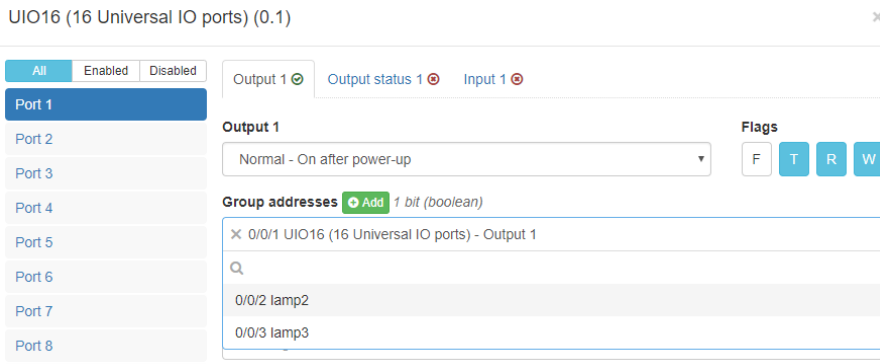 UIO16 (16 Universal IO ports) (0.1)
All Enabled Disabled
Port 1
Port 2
Port 3
Port 4
Port 5
Port 6
Port 7
Port 8
Output 1 Output status 1 Input 1
Output 1 Flags
Normal - On after power-up F T R W
Group addresses Add 1 bit (boolean)
0/0/1 UIO16 (16 Universal IO ports) - Output 1
0/0/2 lamp2
0/0/3 lamp3